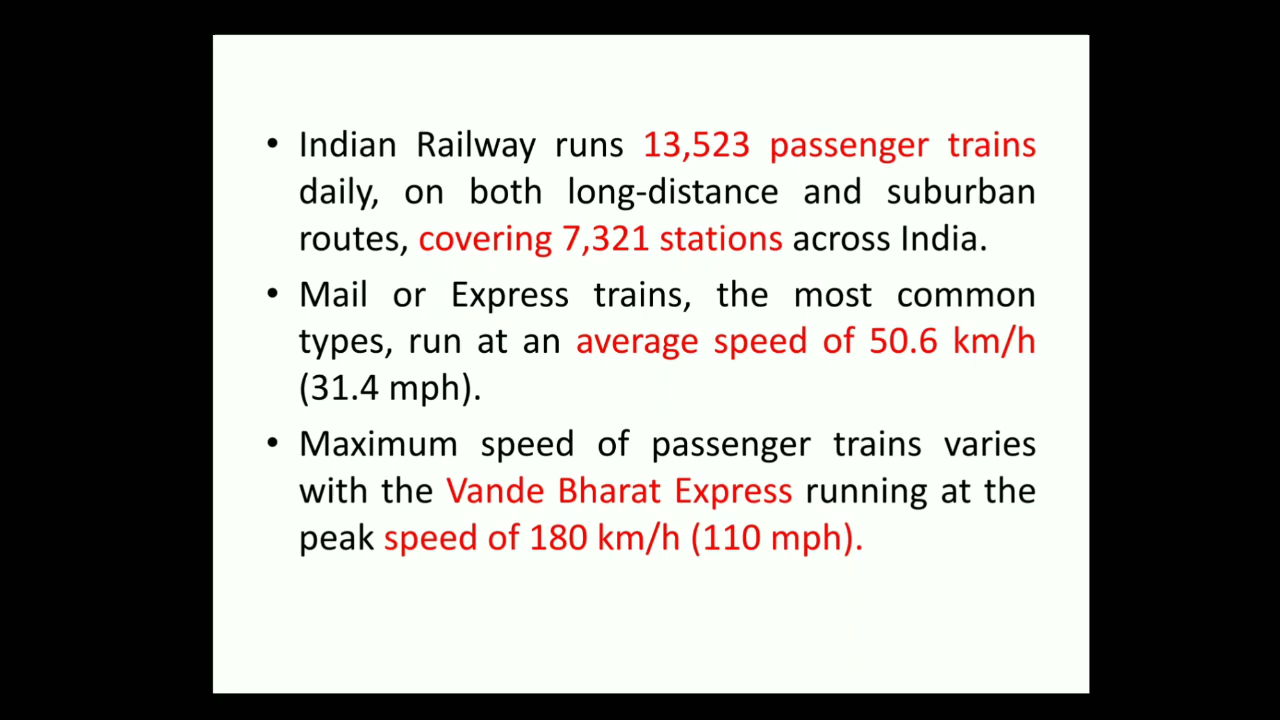 • Indian Railway runs 13,523 passenger trains
daily, on both long-distance and suburban
routes, covering 7,321 stations across India.
• Mail or Express trains, the most common
types, run at an average speed of 50.6 km/h
(31.4 mph).
• Maximum speed of passenger trains varies
with the Vande Bharat Express running at the
peak speed of 180 km/h (110 mph).